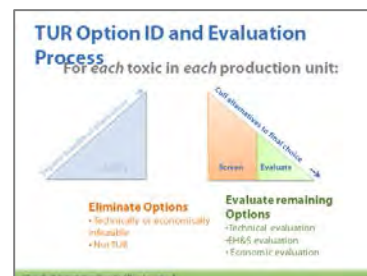 TUR Option ID and Evaluation
Process
For each toxic in each production unit:
Cull alternatives to final choice
Screen
Evaluate
Eliminate Options
•Technically or economically
infeasible
•Not TUR
Evaluate remaining
Options
•Technical evaluation
•EH&S evaluation
•Economic evaluation